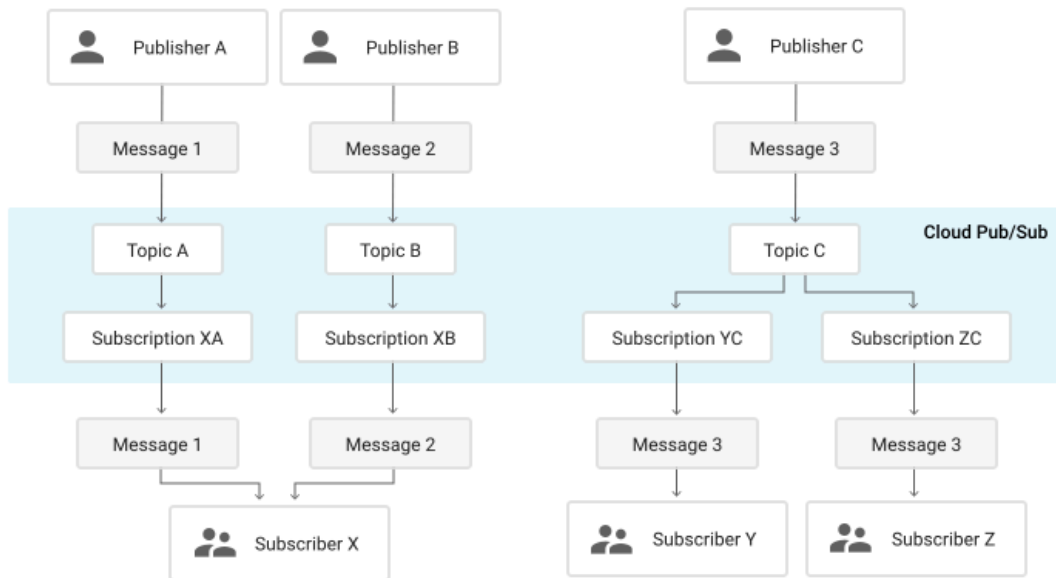 Publisher A
Publisher B
Publisher C
Message 1
Message 2
Message 3
Cloud Pub/Sub
Topic A
Topic B
Topic C
Subscription XA
Subscription XB
Subscription YC
Subscription ZC
Message 1
Message 2
Message 3
Message 3
Subscriber X
Subscriber Y
Subscriber Z